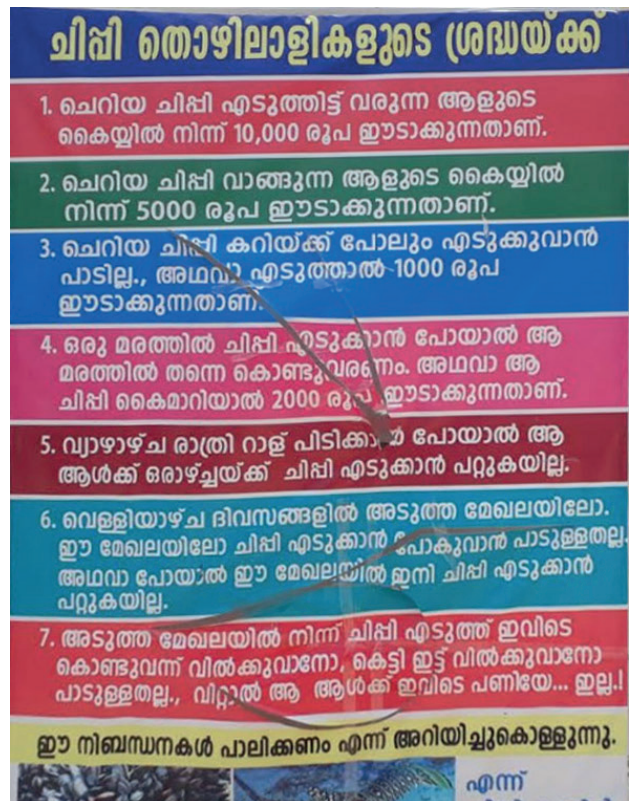 ചിപ്പി തൊഴിലാളികളുടെ ശ്രദ്ധയ്ക്ക്
1. ചെറിയ ചിപ്പി എടുത്തിട്ട് വരുന്ന ആളുടെ
കൈയ്യിൽ നിന്ന് 10,000 രൂപ ഈടാക്കുന്നതാണ്.
2. ചെറിയ ചിപ്പി വാങ്ങുന്ന ആളുടെ കൈയ്യിൽ
നിന്ന് 5000 രൂപ ഈടാക്കുന്നതാണ്.
3. ചെറിയ ചിപ്പി കറിയ്ക്ക് പോലും എടുക്കുവാൻ
പാടില്ല., അഥവാ എടുത്താൽ 1000 രൂപ
ഈടാക്കുന്നതാണ്.
4. ഒരു മരത്തിൽ ചിപ്പി എടുക്കാൻ പോയാൽ ആ
മരത്തിൽ തന്നെ കൊണ്ടുവരണം. അഥവാ ആ
ചിപ്പി കൈമാറിയാൽ 2000 രൂപ ഈടാക്കുന്നതാണ്.
5. വ്യാഴാഴ്ച രാത്രി റാള് പിടിക്കാൻ പോയാൽ ആ
ആൾക്ക് ഒരാഴ്ച്ചയ്ക്ക് ചിപ്പി എടുക്കാൻ പറ്റുകയില്ല.
6. വെള്ളിയാഴ്ച ദിവസങ്ങളിൽ അടുത്ത മേഖലയിലോ.
ഈ മേഖലയിലോ ചിപ്പി എടുക്കാൻ പോകുവാൻ പാടുള്ളതല്ല.
അഥവാ പോയാൽ ഈ മേഖലയിൽ ഇനി ചിപ്പി എടുക്കാൻ
പറ്റുകയില്ല.
7. അടുത്ത മേഖലയിൽ നിന്ന് ചിപ്പി എടുത്ത് ഇവിടെ
കൊണ്ടുവന്ന് വിൽക്കുവാനോ, കെട്ടി ഇട്ട് വിൽക്കുവാനോ
പാടുള്ളതല്ല., വിറ്റാൽ ആ ആൾക്ക് ഇവിടെ പണിയേ... ഇല്ല.!
ഈ നിബന്ധനകൾ പാലിക്കണം എന്ന് അറിയിച്ചുകൊള്ളുന്നു.
എന്ന്